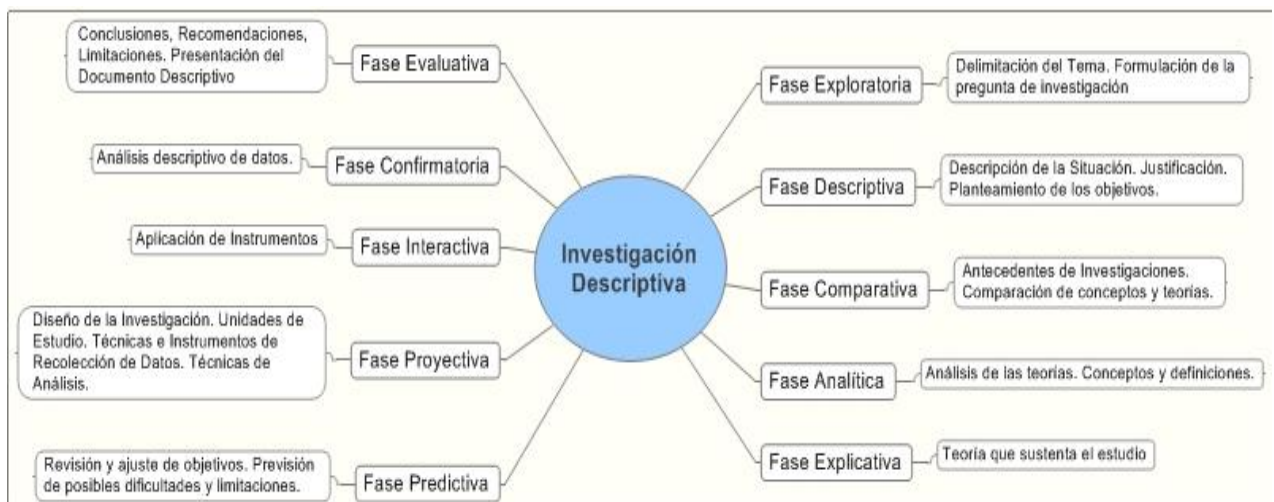 Investigación
Descriptiva
Fase Exploratoria
Delimitación del Tema. Formulación de la
pregunta de investigación
Fase Descriptiva
Descripción de la Situación. Justificación.
Planteamiento de los objetivos.
Fase Comparativa
Antecedentes de Investigaciones.
Comparación de conceptos y teorías.
Fase Analítica
Análisis de las teorías. Conceptos y definiciones.
Fase Explicativa
Teoría que sustenta el estudio
Fase Predictiva
Revisión y ajuste de objetivos. Previsión
de posibles dificultades y limitaciones.
Fase Proyectiva
Diseño de la Investigación. Unidades de
Estudio. Técnicas e Instrumentos de
Recolección de Datos. Técnicas de
Análisis.
Fase Interactiva
Aplicación de Instrumentos
Fase Confirmatoria
Análisis descriptivo de datos.
Fase Evaluativa
Conclusiones, Recomendaciones,
Limitaciones. Presentación del
Documento Descriptivo